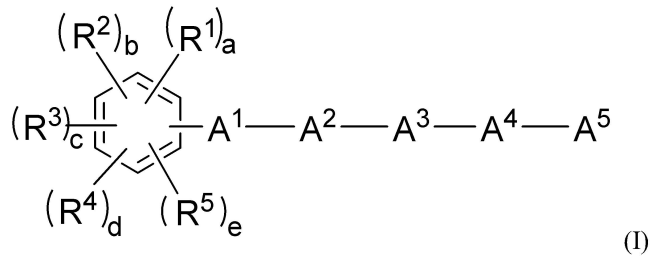 (R²)b (R¹)a
(R³)c A¹ A² A³ A⁴ A⁵
(R⁴)d (R⁵)e
(I)